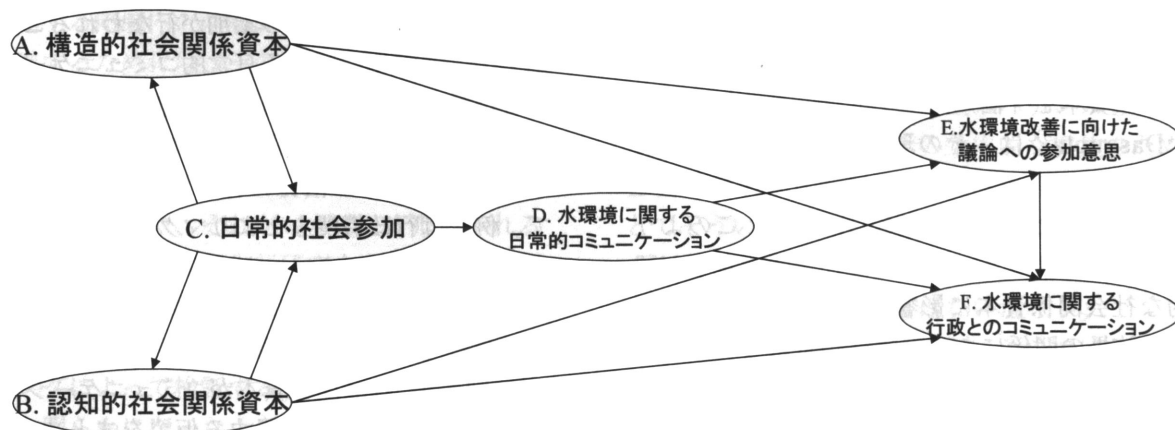 A. 構造的社会関係資本
E.水環境改善に向けた
議論への参加意思
C. 日常的社会参加
D. 水環境に関する
日常的コミュニケーション
F. 水環境に関する
行政とのコミュニケーション
B. 認知的社会関係資本